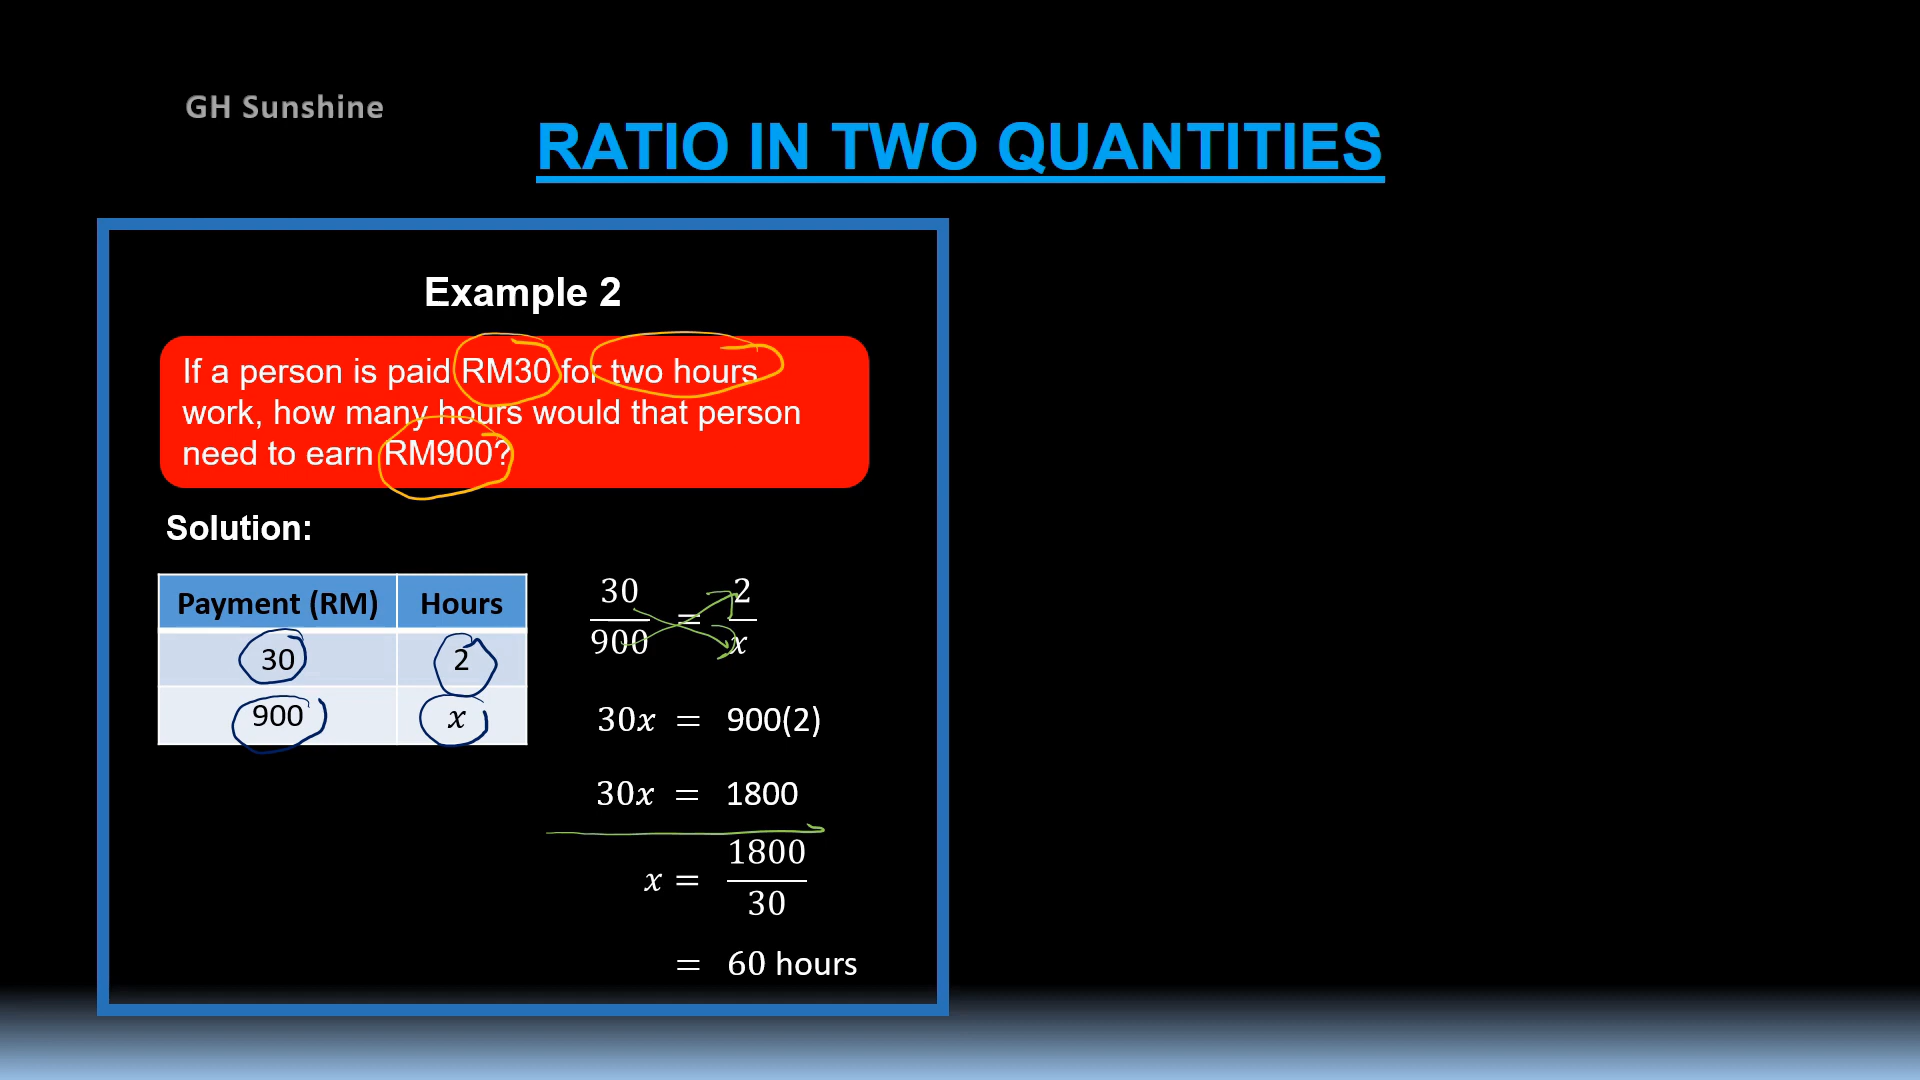 GH Sunshine
RATIO IN TWO QUANTITIES
Example 2
If a person is paid RM30 for two hours
work, how many hours would that person
need to earn RM900?
Solution:
Payment (RM) Hours
30 2
900 x
30/900 = 2/x
30x = 900(2)
30x = 1800
x = 1800/30
= 60 hours